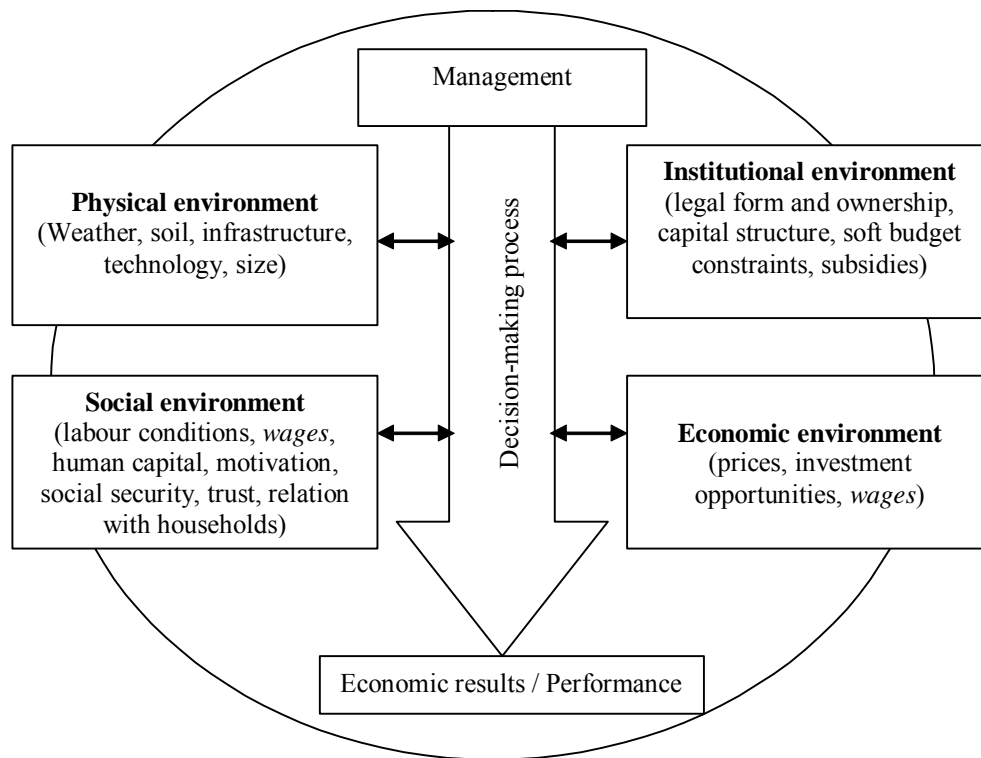 Management
Physical environment
(Weather, soil, infrastructure,
technology, size)
Institutional environment
(legal form and ownership,
capital structure, soft budget
constraints, subsidies)
Decision-making process
Social environment
(labour conditions, wages,
human capital, motivation,
social security, trust, relation
with households)
Economic environment
(prices, investment
opportunities, wages)
Economic results / Performance